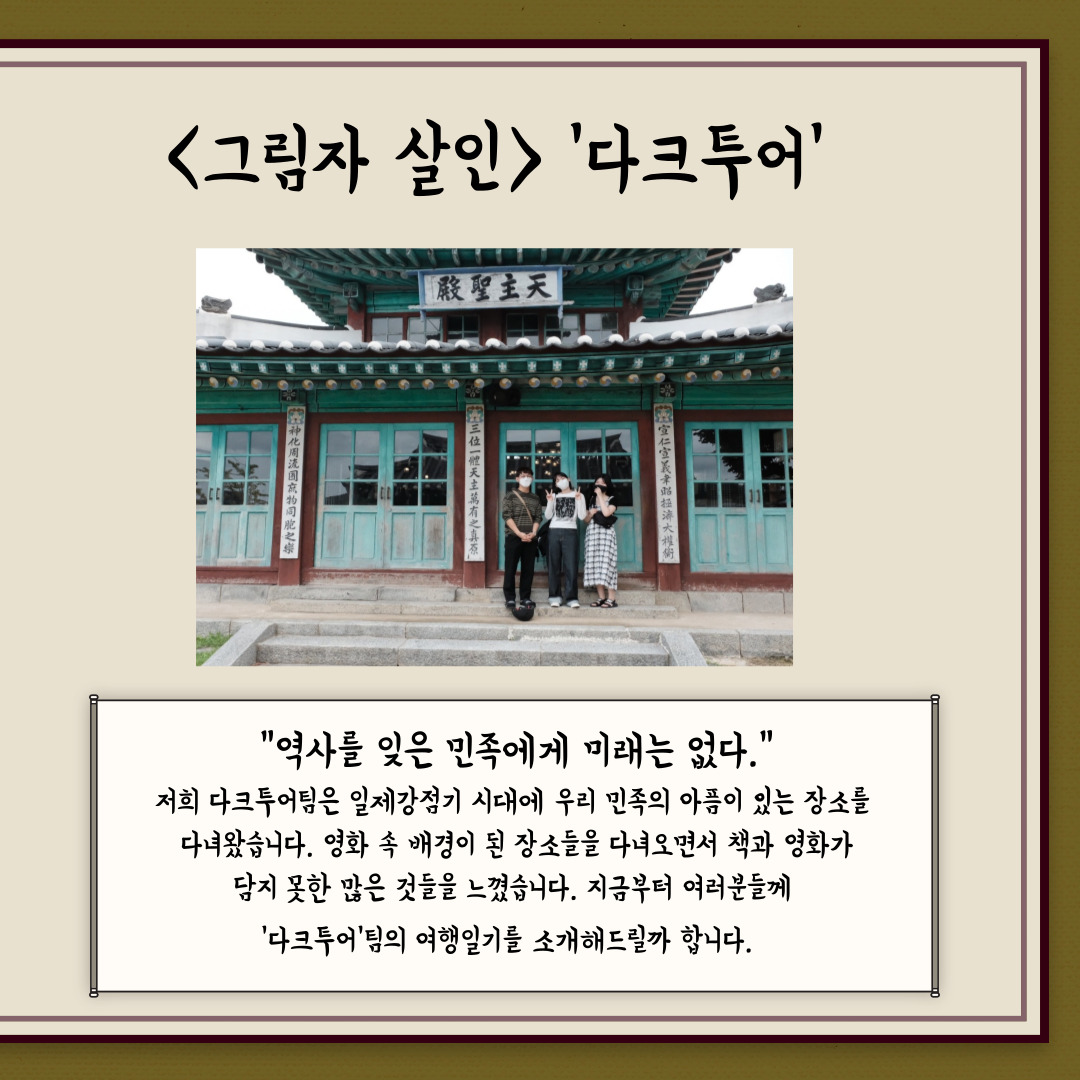 <그림자 살인> '다크투어'
天主聖殿
神化周流囿庶物同胞之樂
三位一體天主萬有之真原
宣仁宣義聿昭拯濟大權衡
"역사를 잊은 민족에게 미래는 없다."
저희 다크투어팀은 일제강점기 시대에 우리 민족의 아픔이 있는 장소를
다녀왔습니다. 영화 속 배경이 된 장소들을 다녀오면서 책과 영화가
담지 못한 많은 것들을 느꼈습니다. 지금부터 여러분들께
'다크투어'팀의 여행일기를 소개해드릴까 합니다.